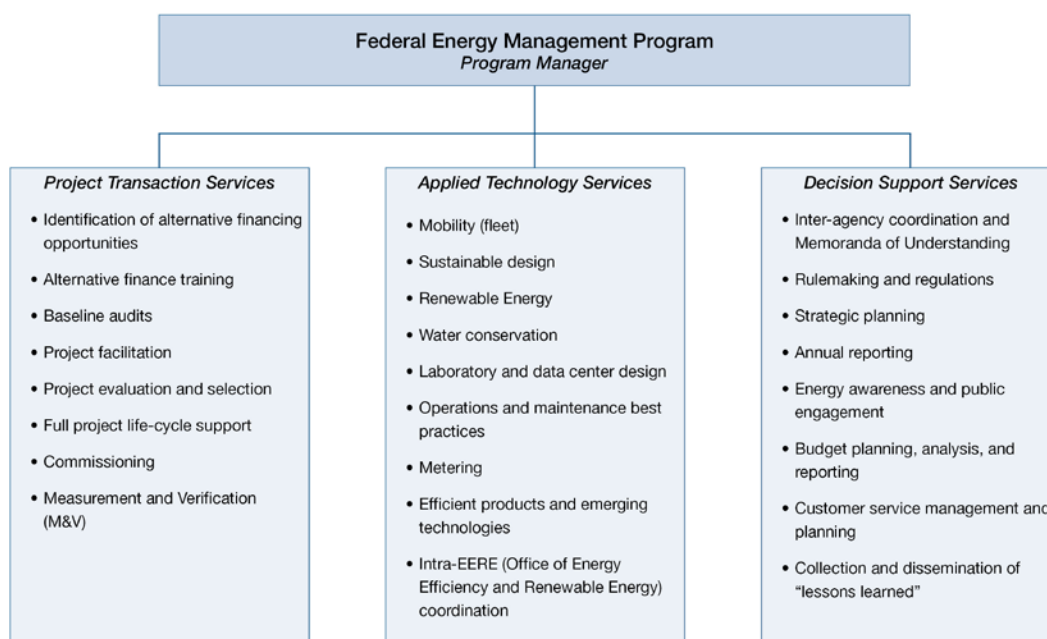 Federal Energy Management Program
Program Manager
Project Transaction Services
• Identification of alternative financing
opportunities
• Alternative finance training
• Baseline audits
• Project facilitation
• Project evaluation and selection
• Full project life-cycle support
• Commissioning
• Measurement and Verification
(M&V)
Applied Technology Services
• Mobility (fleet)
• Sustainable design
• Renewable Energy
• Water conservation
• Laboratory and data center design
• Operations and maintenance best
practices
• Metering
• Efficient products and emerging
technologies
• Intra-EERE (Office of Energy
Efficiency and Renewable Energy)
coordination
Decision Support Services
• Inter-agency coordination and
Memoranda of Understanding
• Rulemaking and regulations
• Strategic planning
• Annual reporting
• Energy awareness and public
engagement
• Budget planning, analysis, and
reporting
• Customer service management and
planning
• Collection and dissemination of
“lessons learned”